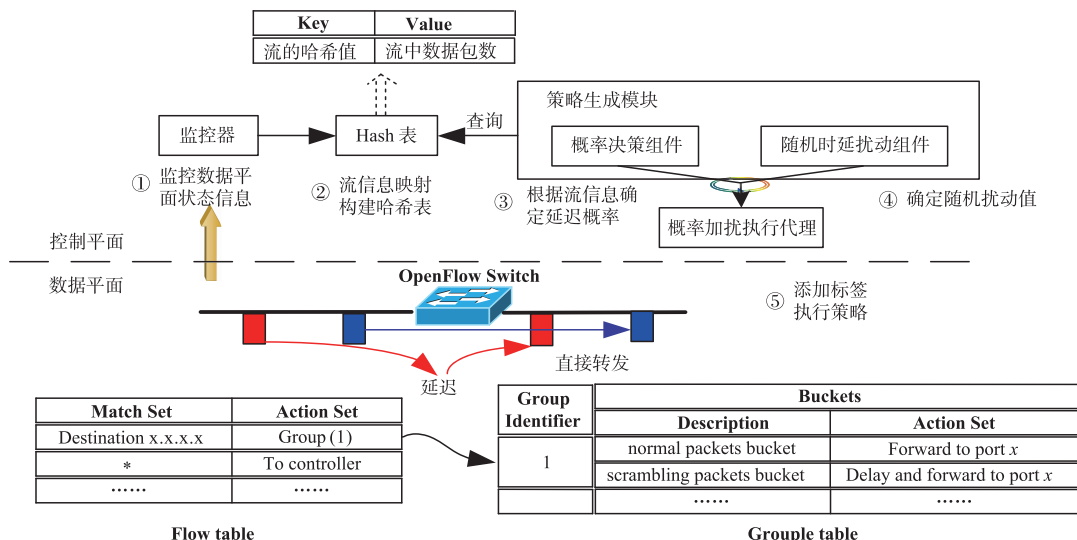 Key Value
流的哈希值 流中数据包数
策略生成模块
监控器 Hash 表 查询 概率决策组件 随机时延扰动组件
① 监控数据平
面状态信息
② 流信息映射
构建哈希表
③ 根据流信息确
定延迟概率
④ 确定随机扰动值
概率加扰执行代理
控制平面
数据平面
OpenFlow Switch
⑤ 添加标签
执行策略
直接转发
延迟
Match Set Action Set
Destination x.x.x.x Group (1)
* To controller
…… ……
Flow table
Group
Identifier
Buckets
Description Action Set
1
normal packets bucket Forward to port x
scrambling packets bucket Delay and forward to port x
…… ……
Grouple table